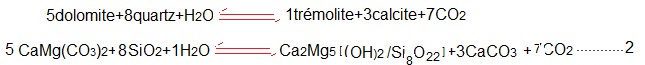 5dolomite+8quartz+H2O ⇌ 1trémolite+3calcite+7CO2
5 CaMg(CO3)2+8SiO2+1H2O ⇌ Ca2Mg5[(OH)2/Si8O22]+3CaCO3 +7CO2 ............2